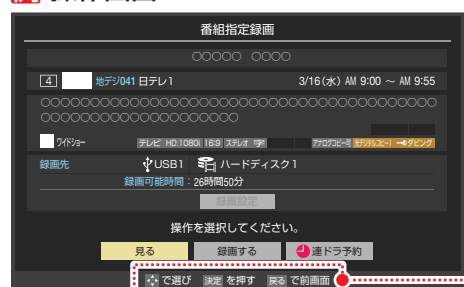 番組指定録画
○○○○○ ○○○○
4 地デジ041 日テレ1 3/16(水) AM 9:00 ～ AM 9:55
○○○○○○○○○○○○○○○○○○○○○○○○○○○○○○○○○○
○○○○○○○○○○○○○○○○○
ワイドショー テレビ HD:1080i 16:9 ステレオ 字 アナログコピー可 デジタルコピー1 ダビング
録画先 USB1 ハードディスク1
録画可能時間：26時間50分
録画設定
操作を選択してください。
見る 録画する 連ドラ予約
で選び 決定 を押す 戻る で前画面